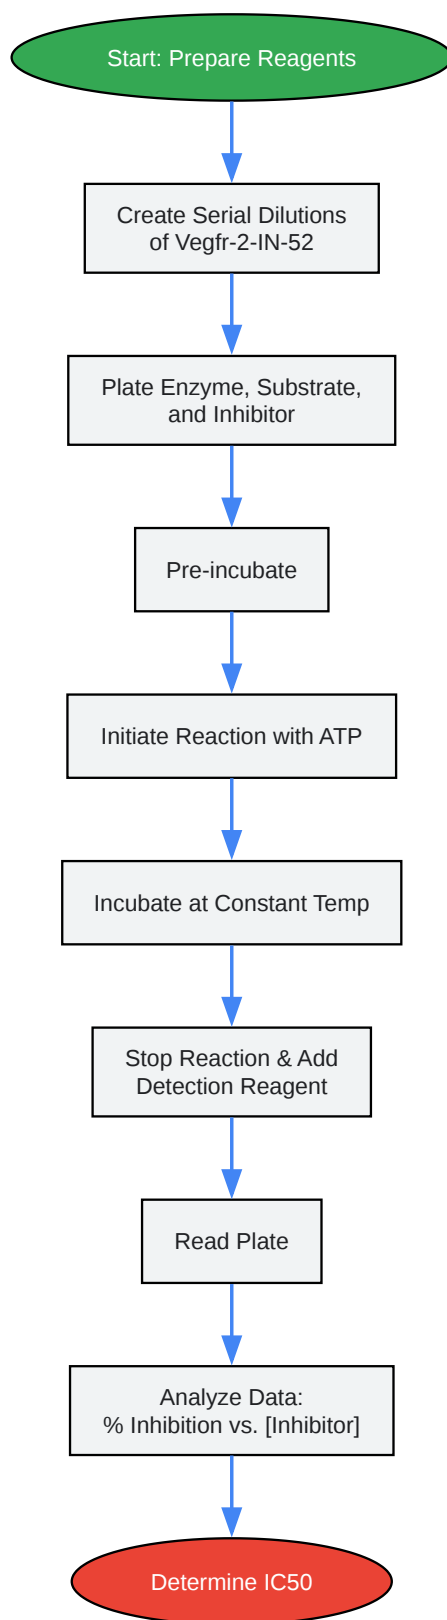 Start: Prepare Reagents
Create Serial Dilutions
of Vegfr-2-IN-52
Plate Enzyme, Substrate,
and Inhibitor
Pre-incubate
Initiate Reaction with ATP
Incubate at Constant Temp
Stop Reaction & Add
Detection Reagent
Read Plate
Analyze Data:
% Inhibition vs. [Inhibitor]
Determine IC50